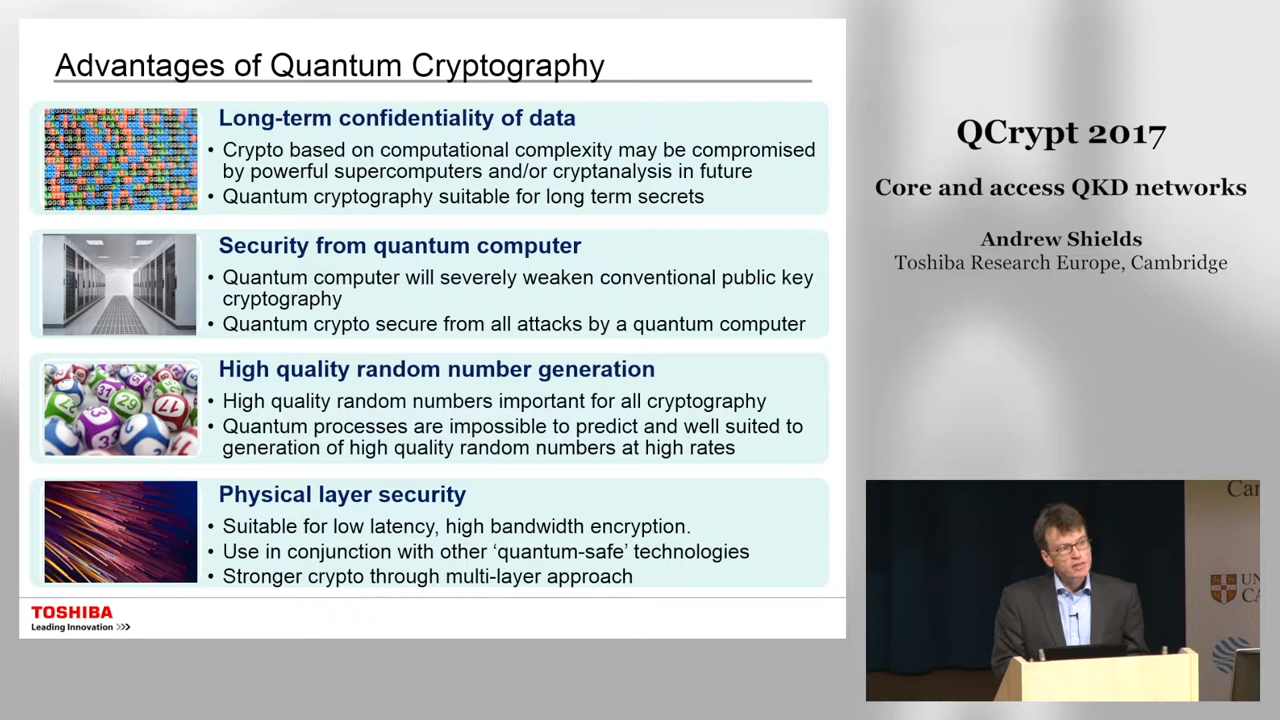 Advantages of Quantum Cryptography
Long-term confidentiality of data
• Crypto based on computational complexity may be compromised
by powerful supercomputers and/or cryptanalysis in future
• Quantum cryptography suitable for long term secrets
Security from quantum computer
• Quantum computer will severely weaken conventional public key
cryptography
• Quantum crypto secure from all attacks by a quantum computer
High quality random number generation
• High quality random numbers important for all cryptography
• Quantum processes are impossible to predict and well suited to
generation of high quality random numbers at high rates
Physical layer security
• Suitable for low latency, high bandwidth encryption.
• Use in conjunction with other ‘quantum-safe’ technologies
• Stronger crypto through multi-layer approach
TOSHIBA
Leading Innovation >>>
QCrypt 2017
Core and access QKD networks
Andrew Shields
Toshiba Research Europe, Cambridge